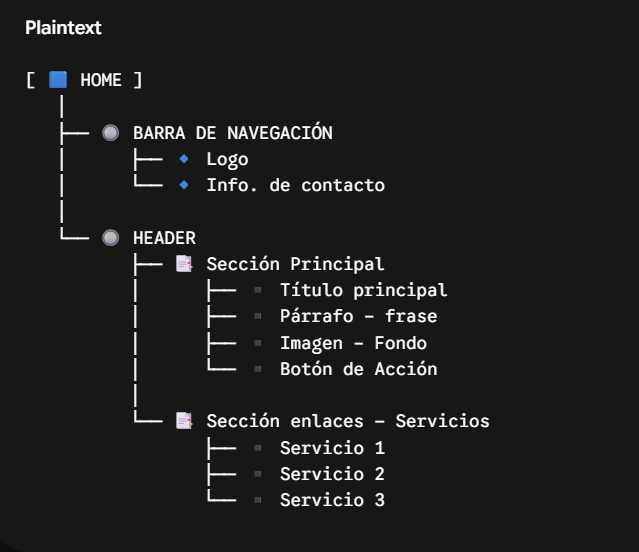 Plaintext
[ 🟦 HOME ]
├── 🔘 BARRA DE NAVEGACIÓN
│ ├── 🔹 Logo
│ └── 🔹 Info. de contacto
└── 🔘 HEADER
├── 📑 Sección Principal
│ ├── ▪️ Título principal
│ ├── ▪️ Párrafo - frase
│ ├── ▪️ Imagen - Fondo
│ └── ▪️ Botón de Acción
└── 📑 Sección enlaces - Servicios
├── ▪️ Servicio 1
├── ▪️ Servicio 2
└── ▪️ Servicio 3